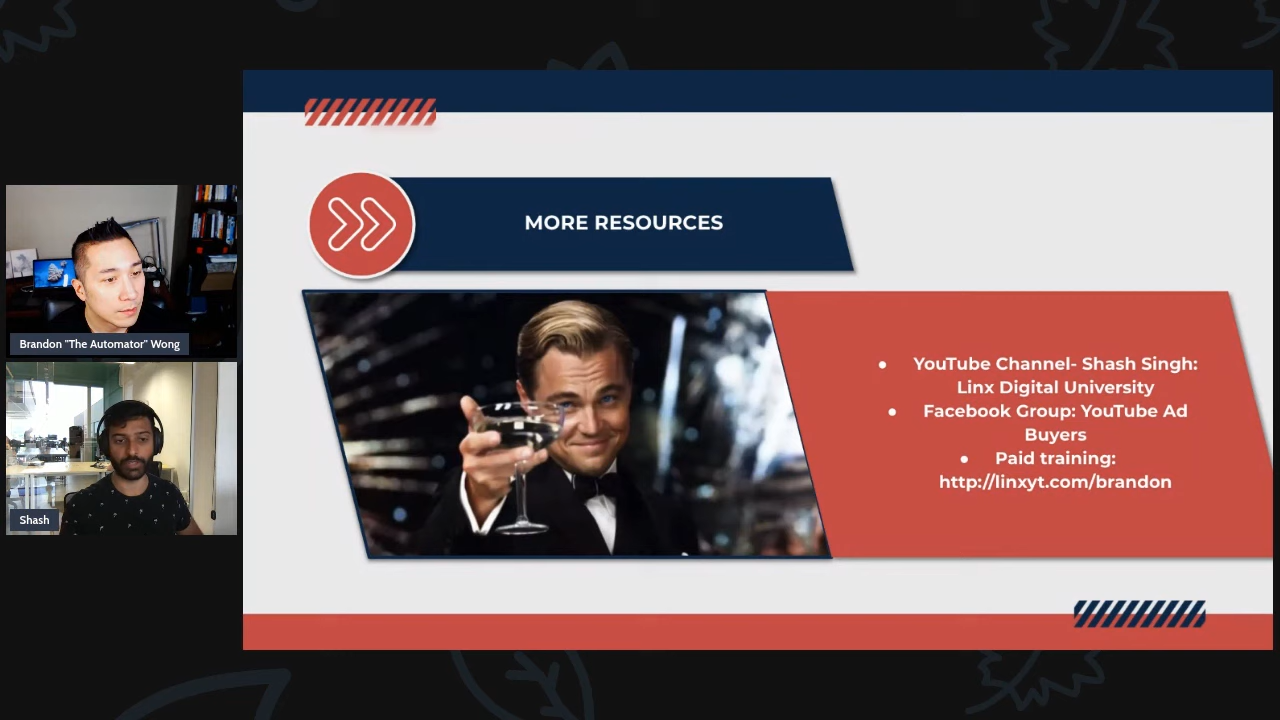 MORE RESOURCES
Brandon "The Automator" Wong
Shash
● YouTube Channel- Shash Singh:
Linx Digital University
● Facebook Group: YouTube Ad
Buyers
● Paid training:
http://linxyt.com/brandon